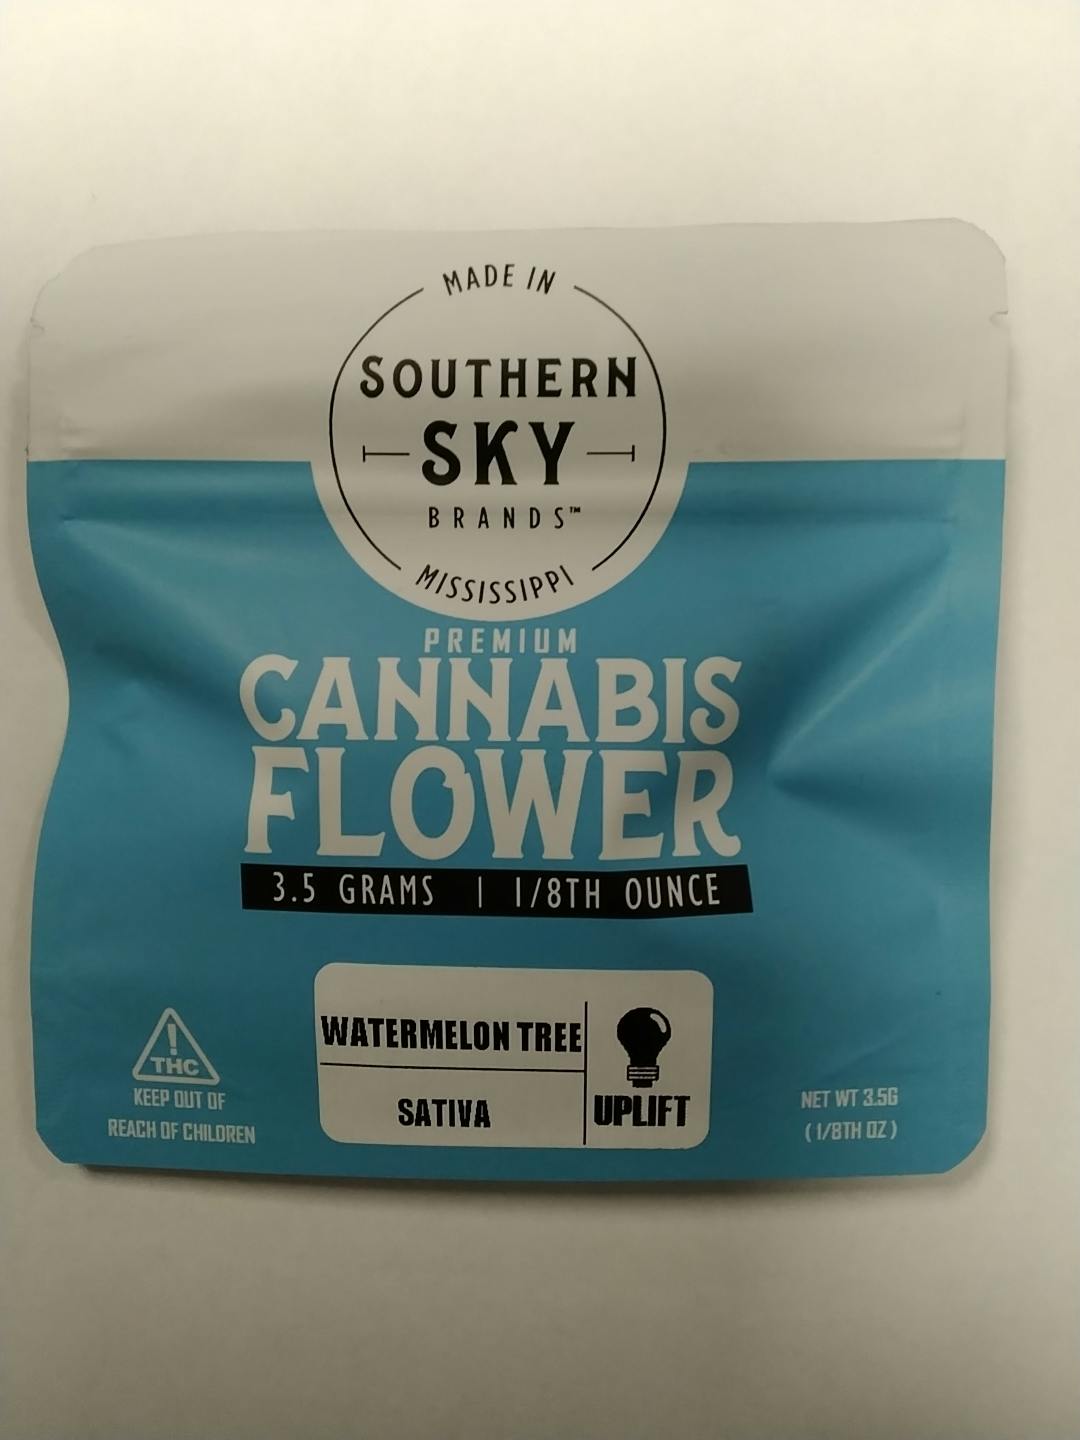 MADE IN
SOUTHERN
SKY
BRANDS™
MISSISSIPPI
PREMIUM
CANNABIS
FLOWER
3.5 GRAMS | 1/8TH OUNCE
WATERMELON TREE
SATIVA
UPLIFT
!
THC
KEEP OUT OF
REACH OF CHILDREN
NET WT 3.5G
(1/8TH OZ)